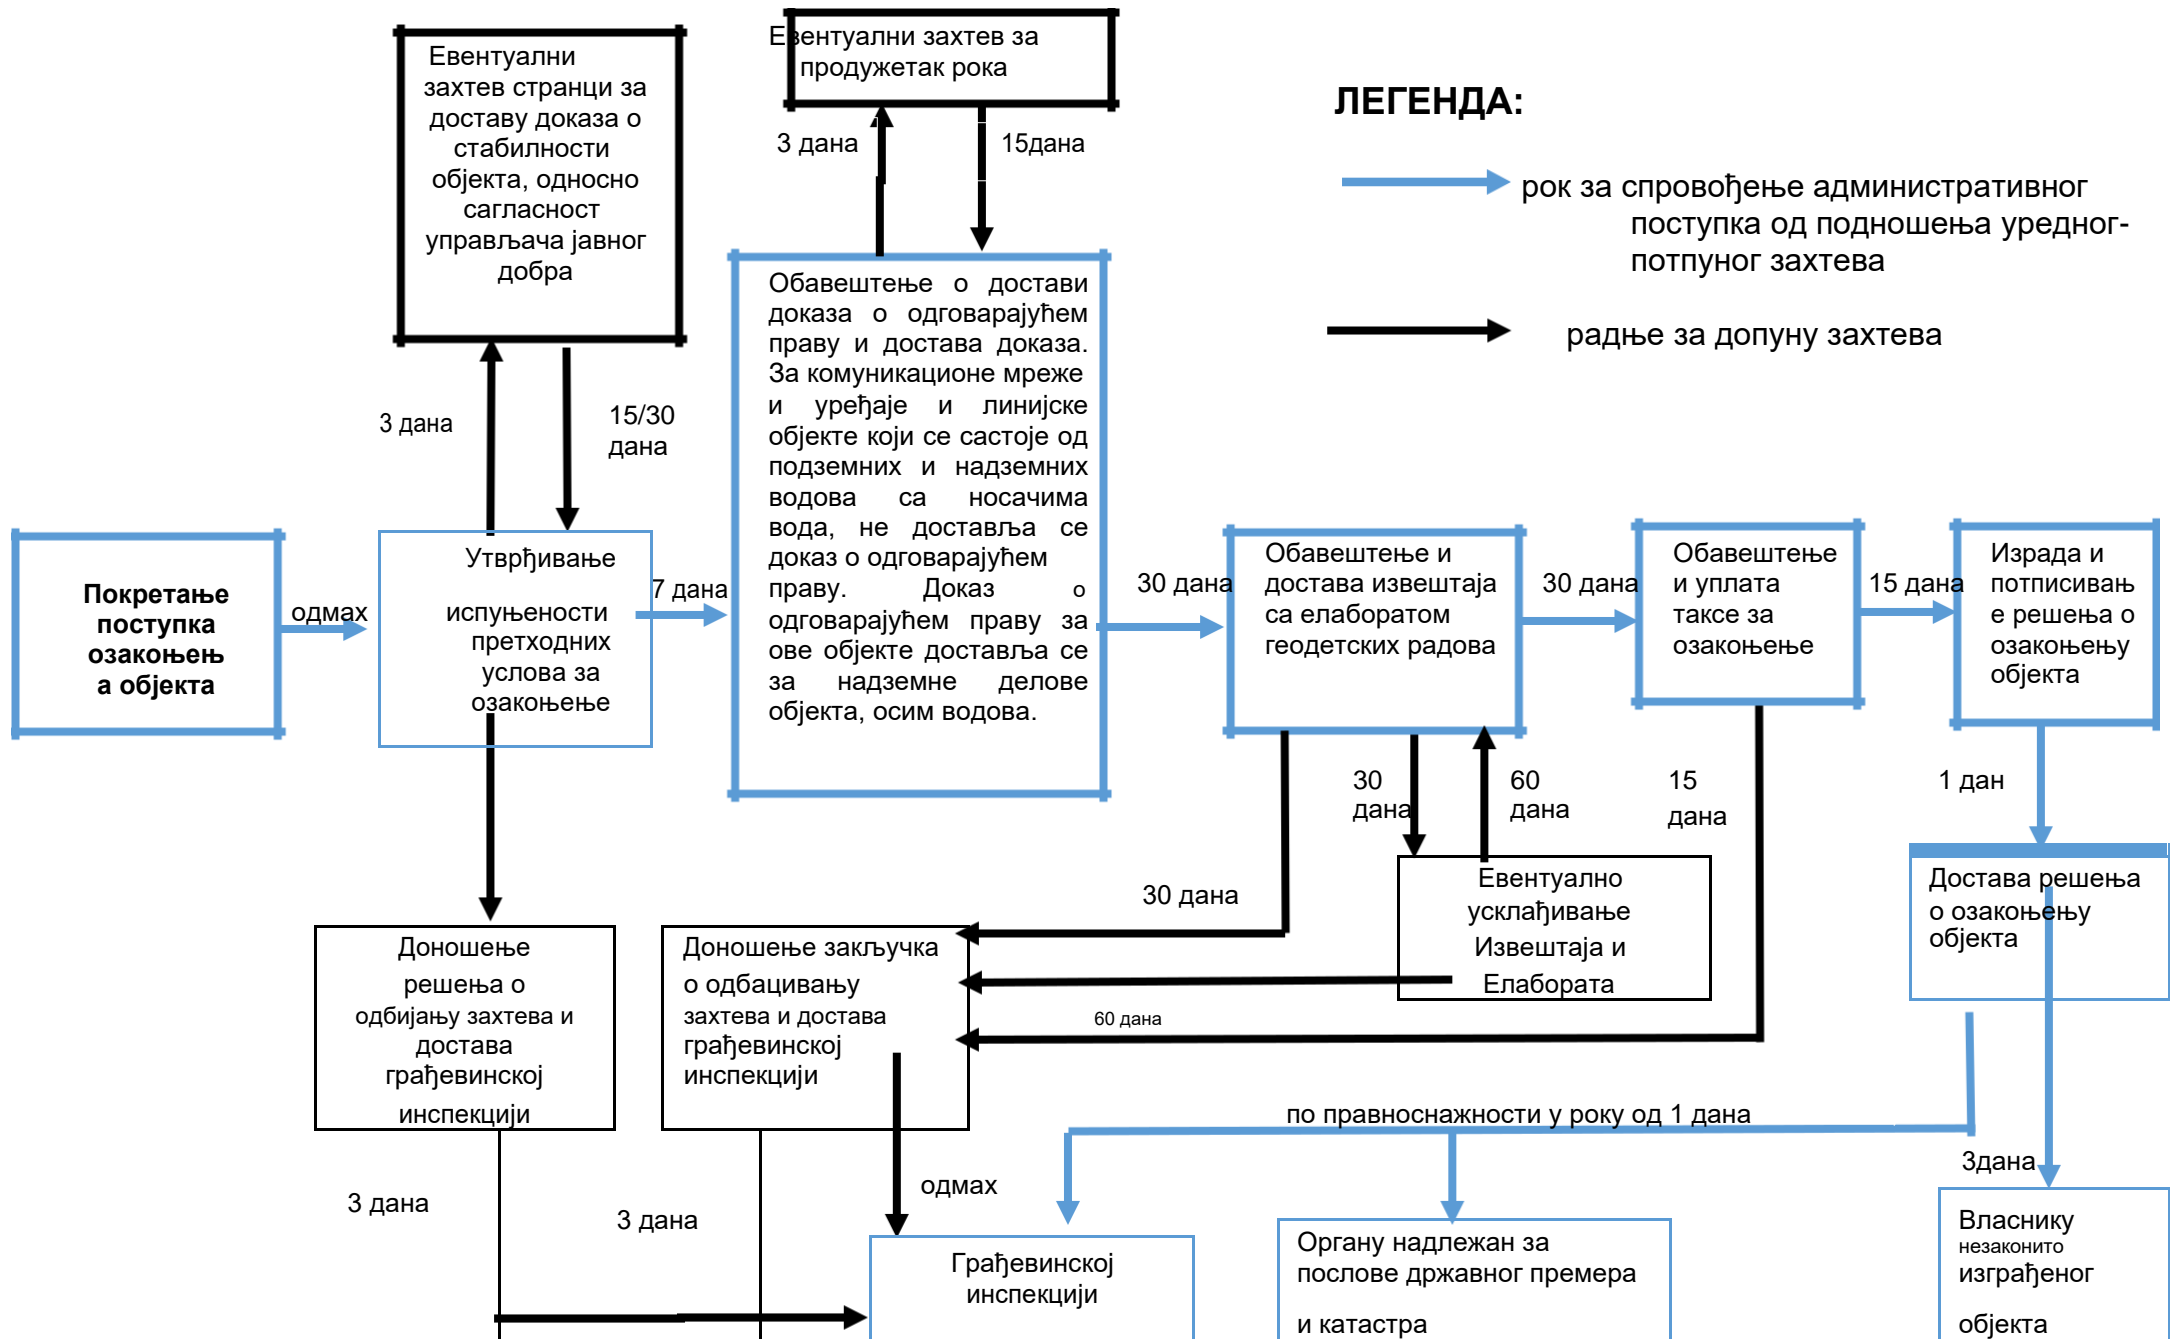 Евентуални
захтев странци за
доставу доказа о
стабилности
објекта, односно
сагласност
управљача јавног
добра
Евентуални захтев за
продужетак рока
ЛЕГЕНДА:
рок за спровођење административног
поступка од подношења уредног-
потпуног захтева
радње за допуну захтева
3 дана
15дана
3 дана
15/30
дана
Покретање
поступка
озакоњењ
а објекта
одмах
Утврђивање
испуњености
претходних
услова за
озакоњење
7 дана
Обавештење о достави
доказа о одговарајућем
праву и достава доказа.
За комуникационе мреже
и уређаје и линијске
објекте који се састоје од
подземних и надземних
водова са носачима
вода, не доставља се
доказ о одговарајућем
праву. Доказ о
одговарајућем праву за
ове објекте доставља се
за надземне делове
објекта, осим водова.
30 дана
Обавештење и
достава извештаја
са елаборатом
геодетских радова
30 дана
Обавештење
и уплата
таксе за
озакоњење
15 дана
Израда и
потписивањ
е решења о
озакоњењу
објекта
30
дана
60
дана
15
дана
1 дан
30 дана
Евентуално
усклађивање
Извештаја и
Елабората
Достава решења
о озакоњењу
објекта
Доношење
решења о
одбијању захтева и
достава
грађевинској
инспекцији
Доношење закључка
о одбацивању
захтева и достава
грађевинској
инспекцији
60 дана
по правноснажности у року од 1 дана
3дана
3 дана
3 дана
одмах
Грађевинској
инспекцији
Органу надлежан за
послове државног премера
и катастра
Власнику
незаконито
изграђеног
објекта